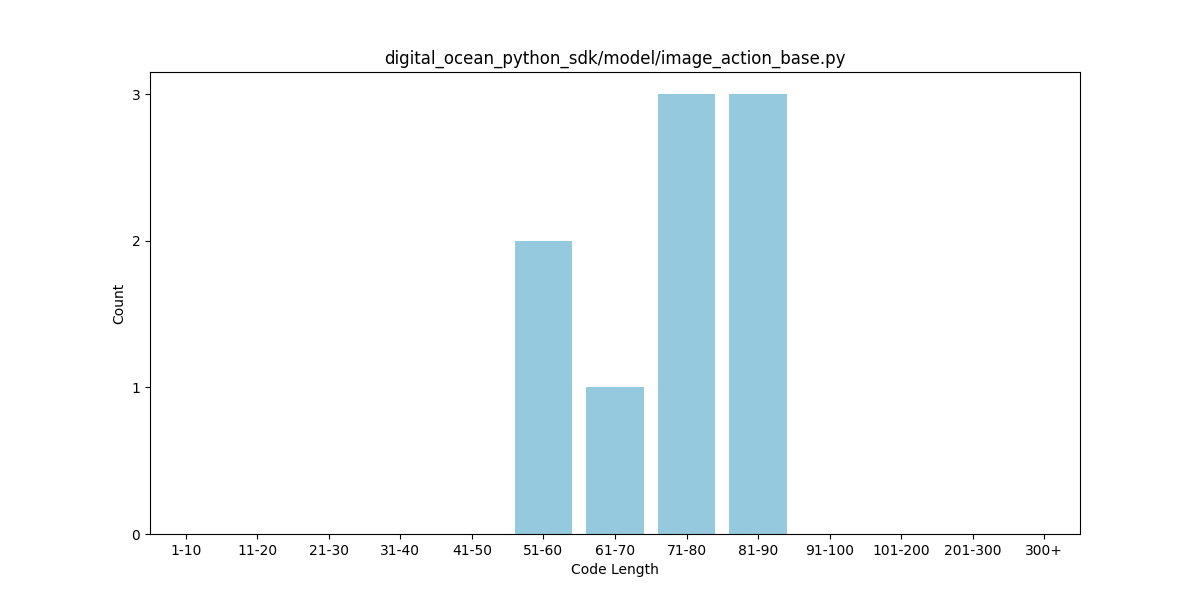 digital_ocean_python_sdk/model/image_action_base.py
3
2
1
0
Count
1-10 11-20 21-30 31-40 41-50 51-60 61-70 71-80 81-90 91-100 101-200 201-300 300+
Code Length